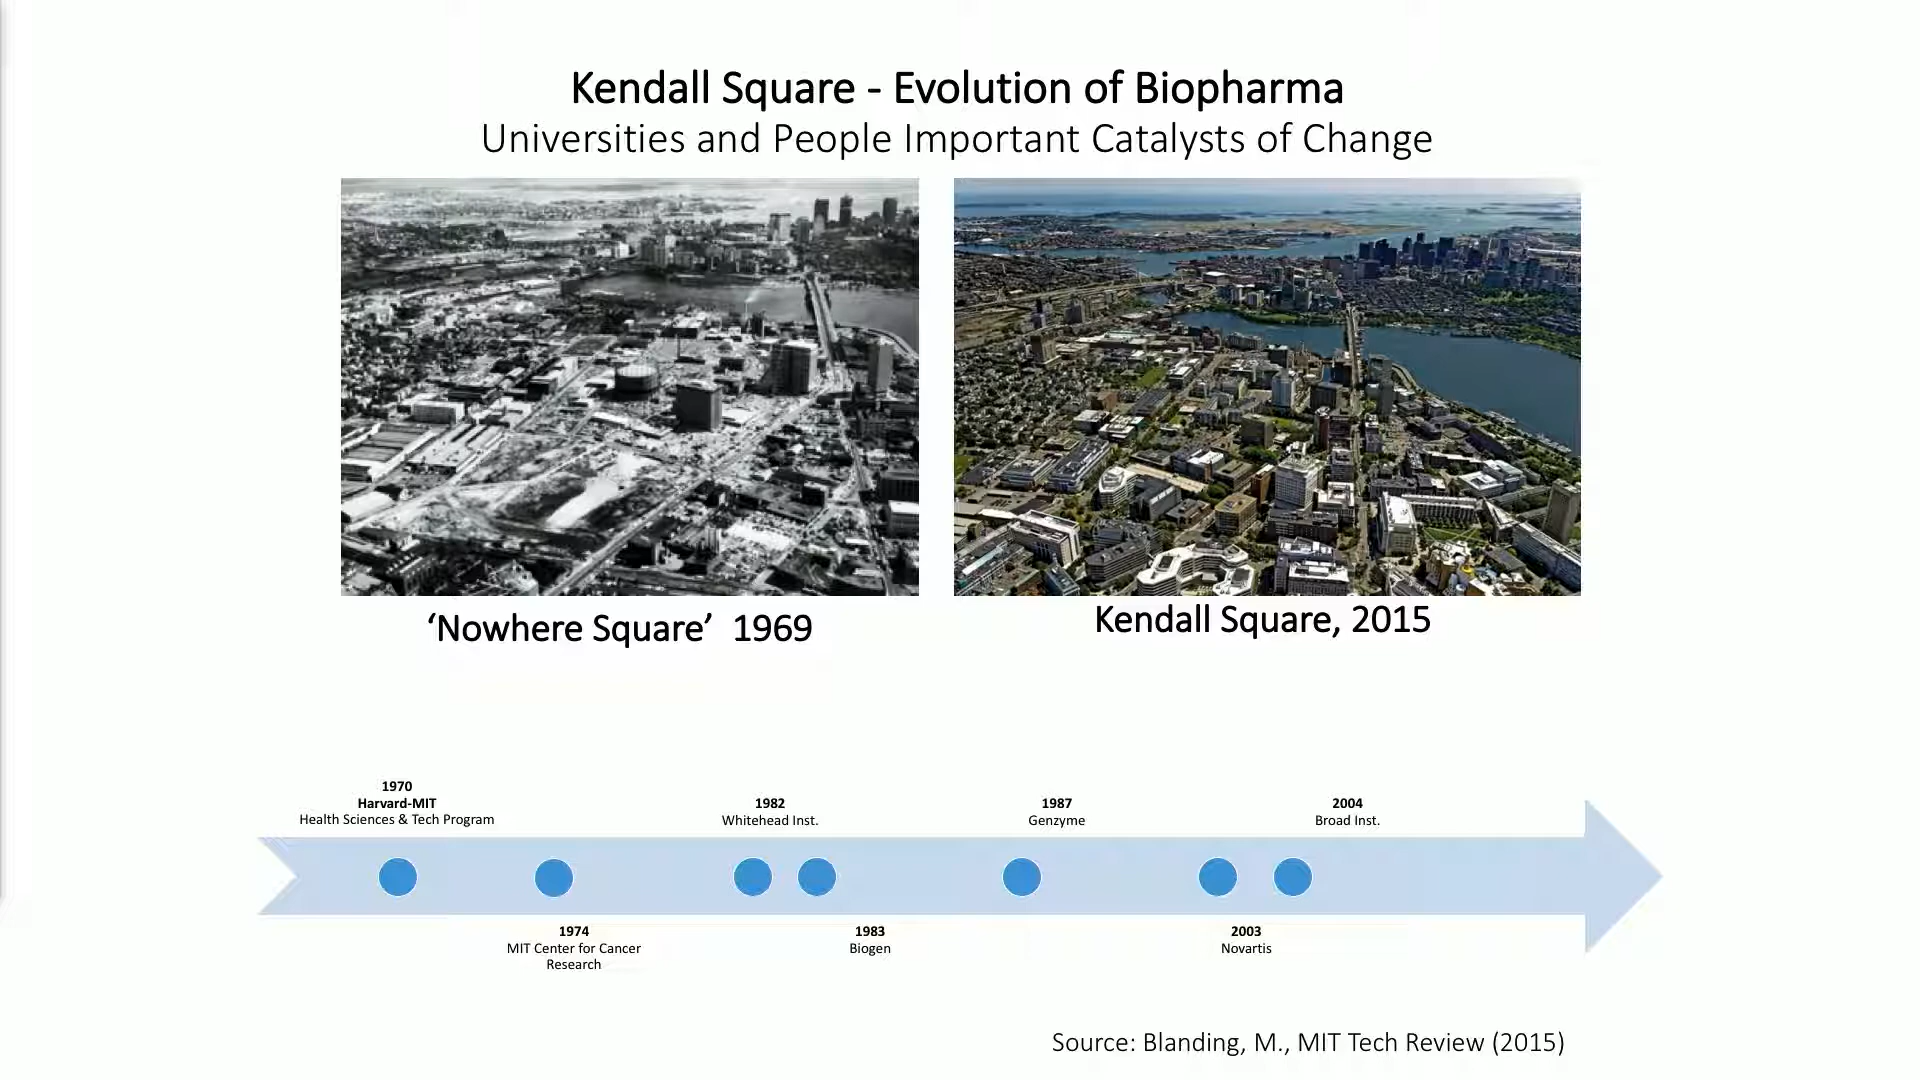 Kendall Square - Evolution of Biopharma
Universities and People Important Catalysts of Change
‘Nowhere Square’ 1969
Kendall Square, 2015
1970
Harvard-MIT
Health Sciences & Tech Program
1974
MIT Center for Cancer
Research
1982
Whitehead Inst.
1983
Biogen
1987
Genzyme
2003
Novartis
2004
Broad Inst.
Source: Blanding, M., MIT Tech Review (2015)